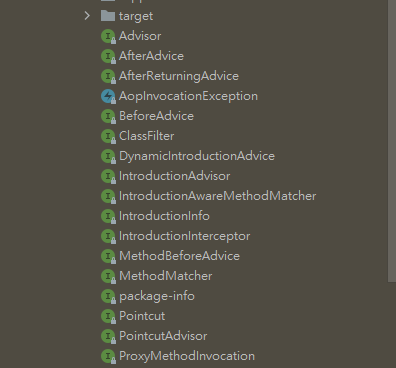 target
Advisor
AfterAdvice
AfterReturningAdvice
AopInvocationException
BeforeAdvice
ClassFilter
DynamicIntroductionAdvice
IntroductionAdvisor
IntroductionAwareMethodMatcher
IntroductionInfo
IntroductionInterceptor
MethodBeforeAdvice
MethodMatcher
package-info
Pointcut
PointcutAdvisor
ProxyMethodInvocation